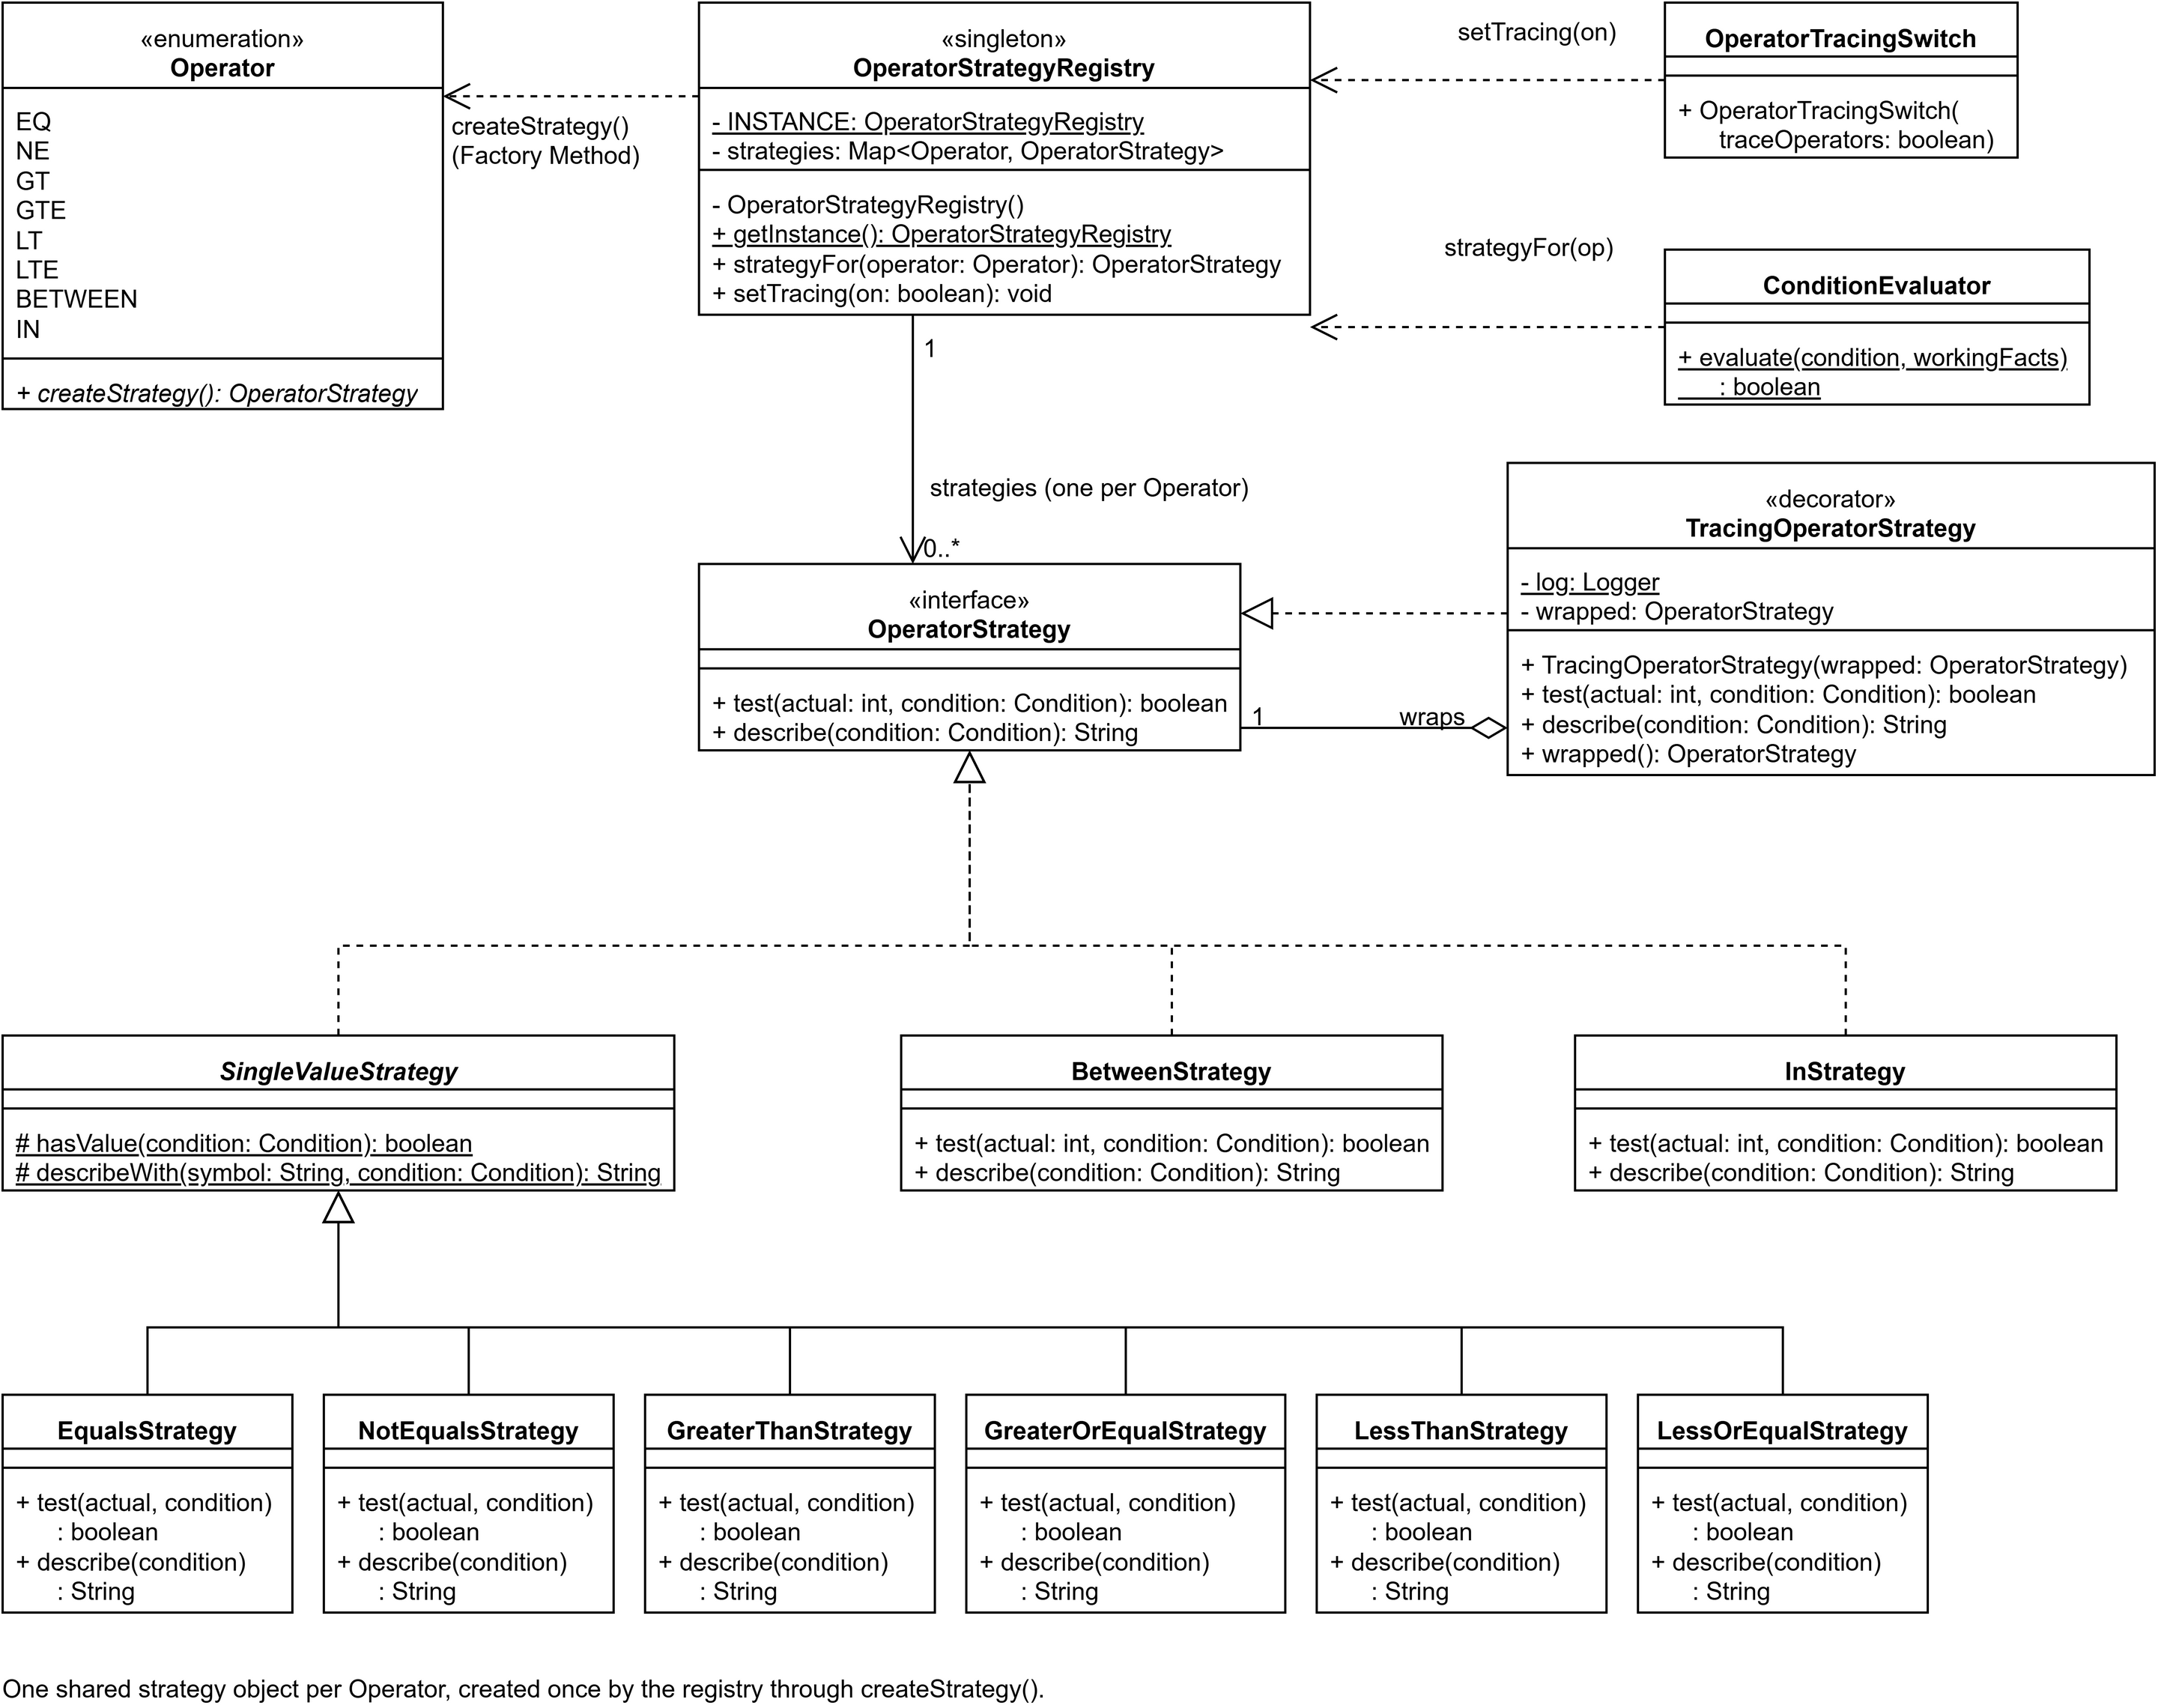 «enumeration»
Operator
EQ
NE
GT
GTE
LT
LTE
BETWEEN
IN
+ createStrategy(): OperatorStrategy
createStrategy()
(Factory Method)
«singleton»
OperatorStrategyRegistry
- INSTANCE: OperatorStrategyRegistry
- strategies: Map<Operator, OperatorStrategy>
- OperatorStrategyRegistry()
+ getInstance(): OperatorStrategyRegistry
+ strategyFor(operator: Operator): OperatorStrategy
+ setTracing(on: boolean): void
setTracing(on)
OperatorTracingSwitch
+ OperatorTracingSwitch(
traceOperators: boolean)
strategyFor(op)
ConditionEvaluator
+ evaluate(condition, workingFacts)
: boolean
1
strategies (one per Operator)
0..*
«interface»
OperatorStrategy
+ test(actual: int, condition: Condition): boolean
+ describe(condition: Condition): String
1
wraps
«decorator»
TracingOperatorStrategy
- log: Logger
- wrapped: OperatorStrategy
+ TracingOperatorStrategy(wrapped: OperatorStrategy)
+ test(actual: int, condition: Condition): boolean
+ describe(condition: Condition): String
+ wrapped(): OperatorStrategy
SingleValueStrategy
# hasValue(condition: Condition): boolean
# describeWith(symbol: String, condition: Condition): String
BetweenStrategy
+ test(actual: int, condition: Condition): boolean
+ describe(condition: Condition): String
InStrategy
+ test(actual: int, condition: Condition): boolean
+ describe(condition: Condition): String
EqualsStrategy
+ test(actual, condition)
: boolean
+ describe(condition)
: String
NotEqualsStrategy
+ test(actual, condition)
: boolean
+ describe(condition)
: String
GreaterThanStrategy
+ test(actual, condition)
: boolean
+ describe(condition)
: String
GreaterOrEqualStrategy
+ test(actual, condition)
: boolean
+ describe(condition)
: String
LessThanStrategy
+ test(actual, condition)
: boolean
+ describe(condition)
: String
LessOrEqualStrategy
+ test(actual, condition)
: boolean
+ describe(condition)
: String
One shared strategy object per Operator, created once by the registry through createStrategy().